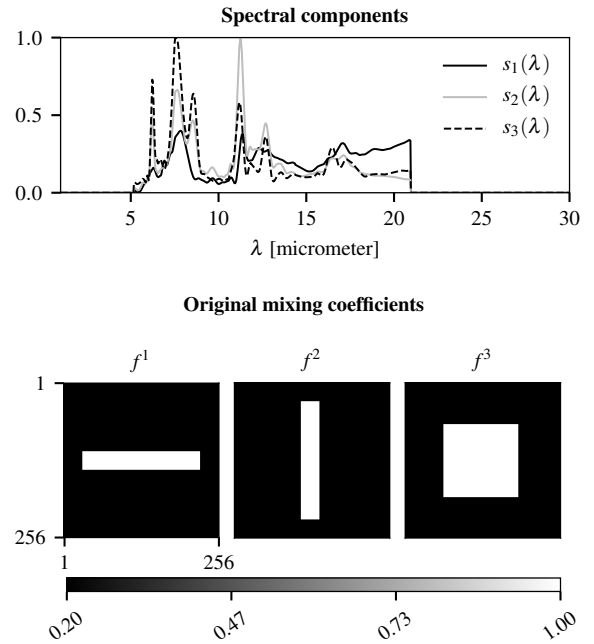 Spectral components
1.0
0.5
0.0
s₁(λ)
s₂(λ)
s₃(λ)
5 10 15 20 25 30
λ [micrometer]
Original mixing coefficients
f¹ f² f³
1
256
1 256
0.20 0.47 0.73 1.00